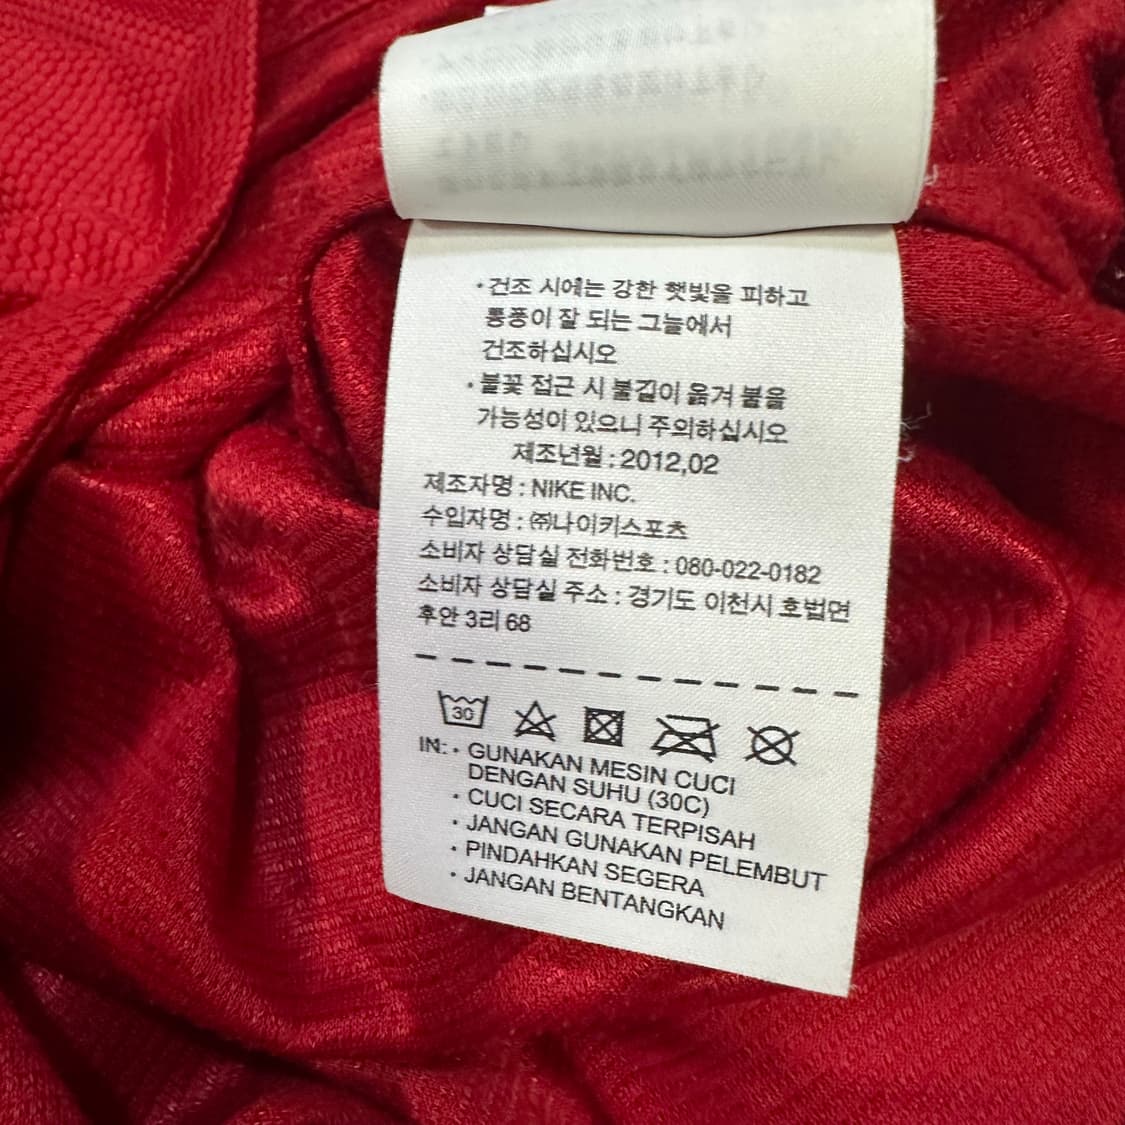 · 건조 시에는 강한 햇빛을 피하고
통풍이 잘 되는 그늘에서
건조하십시오
· 불꽃 접근 시 불길이 옮겨 붙을
가능성이 있으니 주의하십시오
제조년월 : 2012,02
제조자명 : NIKE INC.
수입자명 : ㈜나이키스포츠
소비자 상담실 전화번호 : 080-022-0182
소비자 상담실 주소 : 경기도 이천시 호법면
후안 3리 68
30
IN: · GUNAKAN MESIN CUCI
DENGAN SUHU (30C)
· CUCI SECARA TERPISAH
· JANGAN GUNAKAN PELEMBUT
· PINDAHKAN SEGERA
· JANGAN BENTANGKAN